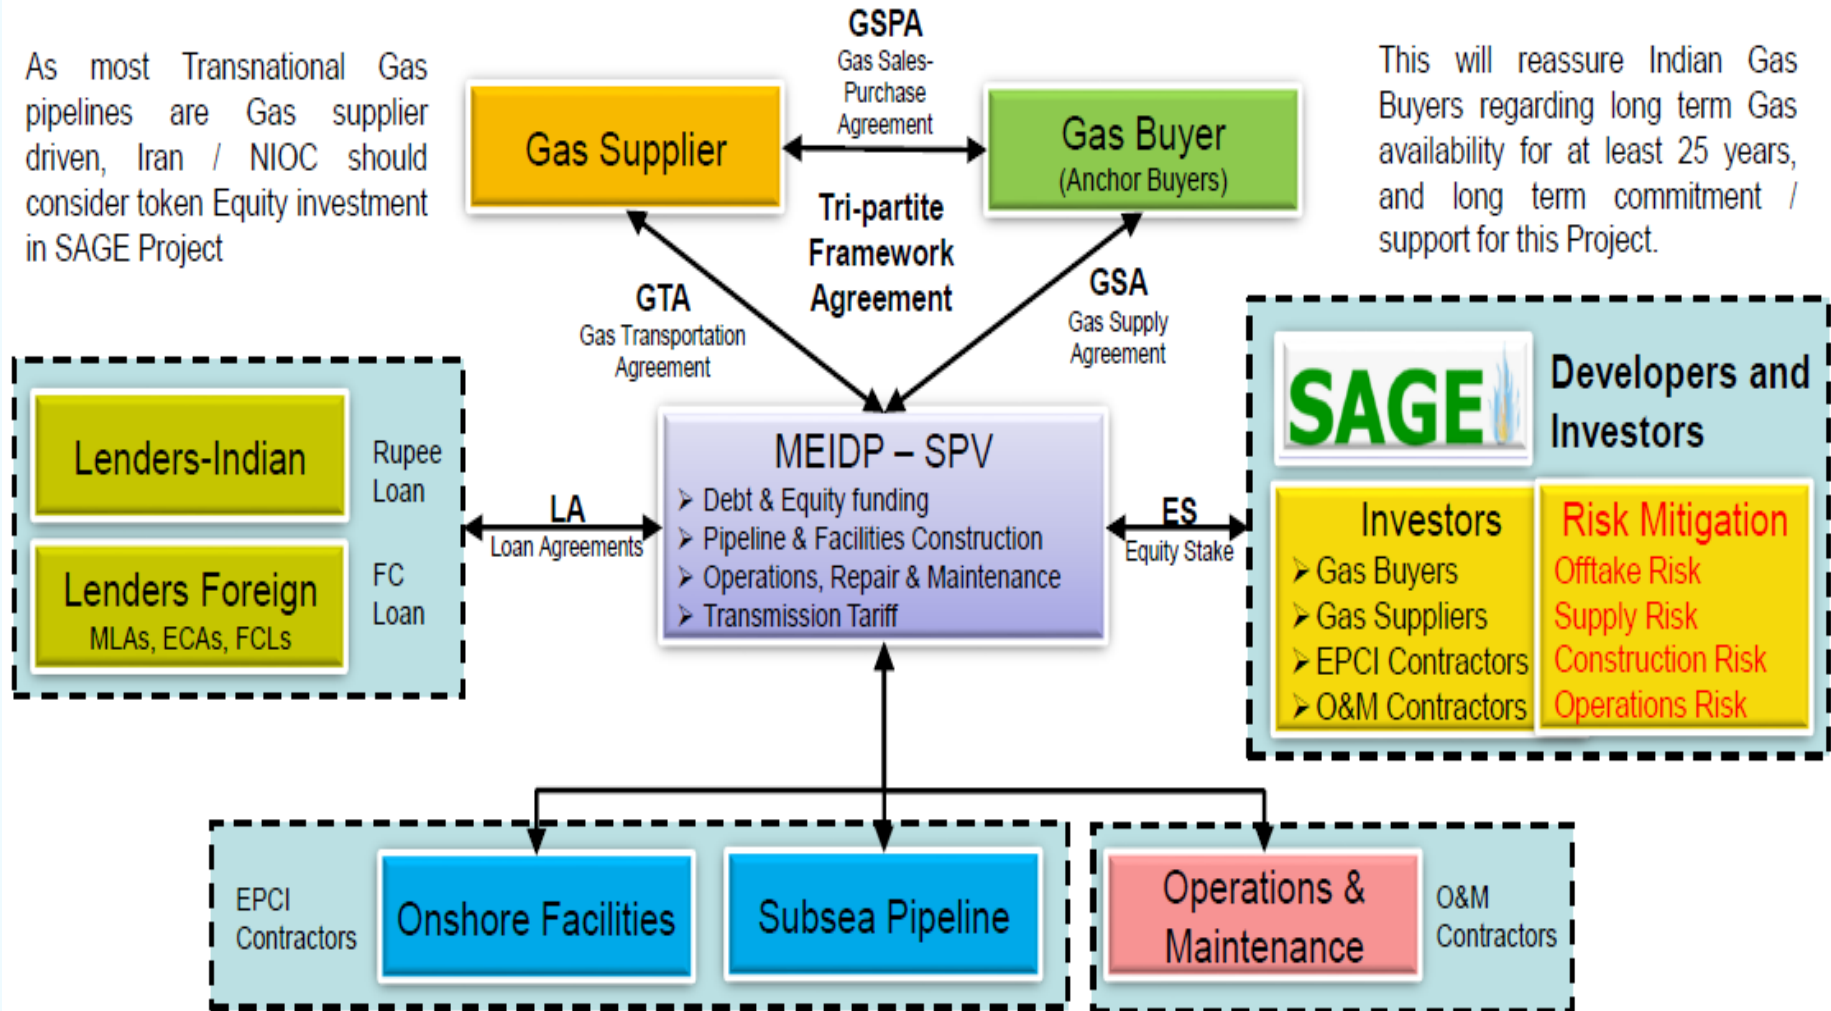 As most Transnational Gas
pipelines are Gas supplier
driven, Iran / NIOC should
consider token Equity investment
in SAGE Project
GSPA
Gas Sales-
Purchase
Agreement
This will reassure Indian Gas
Buyers regarding long term Gas
availability for at least 25 years,
and long term commitment /
support for this Project.
Gas Supplier
Gas Buyer
(Anchor Buyers)
Tri-partite
Framework
Agreement
GTA
Gas Transportation
Agreement
GSA
Gas Supply
Agreement
Lenders-Indian
Rupee
Loan
Lenders Foreign
MLAs, ECAs, FCLs
FC
Loan
LA
Loan Agreements
MEIDP – SPV
➢ Debt & Equity funding
➢ Pipeline & Facilities Construction
➢ Operations, Repair & Maintenance
➢ Transmission Tariff
ES
Equity Stake
SAGE
Developers and
Investors
Investors
➢ Gas Buyers
➢ Gas Suppliers
➢ EPCI Contractors
➢ O&M Contractors
Risk Mitigation
Offtake Risk
Supply Risk
Construction Risk
Operations Risk
EPCI
Contractors
Onshore Facilities
Subsea Pipeline
Operations &
Maintenance
O&M
Contractors